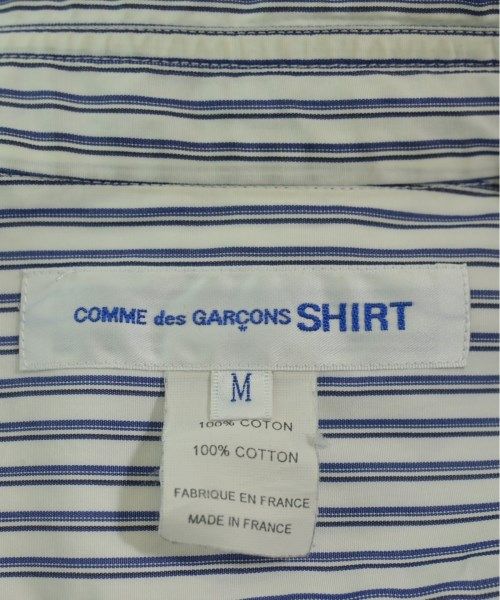 COMME des GARÇONS SHIRT
M
100% COTON
100% COTTON
FABRIQUE EN FRANCE
MADE IN FRANCE